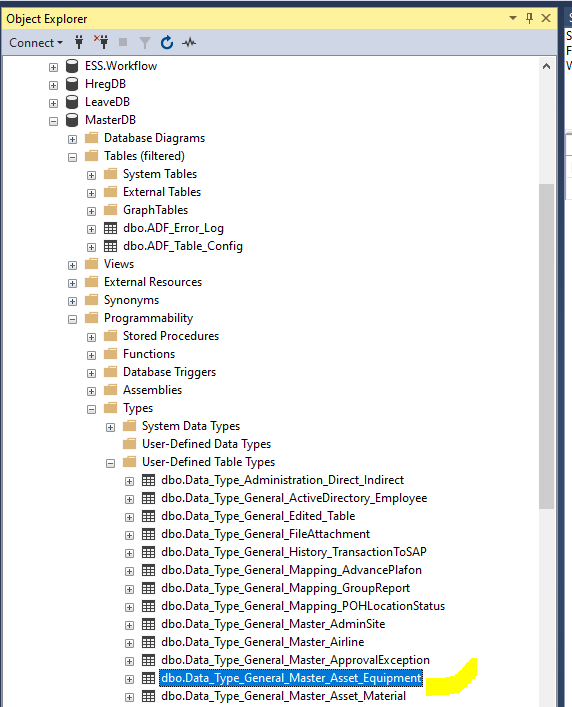 Object Explorer
Connect
ESS.Workflow
HregDB
LeaveDB
MasterDB
Database Diagrams
Tables (filtered)
System Tables
External Tables
GraphTables
dbo.ADF_Error_Log
dbo.ADF_Table_Config
Views
External Resources
Synonyms
Programmability
Stored Procedures
Functions
Database Triggers
Assemblies
Types
System Data Types
User-Defined Data Types
User-Defined Table Types
dbo.Data_Type_Administration_Direct_Indirect
dbo.Data_Type_General_ActiveDirectory_Employee
dbo.Data_Type_General_Edited_Table
dbo.Data_Type_General_FileAttachment
dbo.Data_Type_General_History_TransactionToSAP
dbo.Data_Type_General_Mapping_AdvancePlafon
dbo.Data_Type_General_Mapping_GroupReport
dbo.Data_Type_General_Mapping_POHLocationStatus
dbo.Data_Type_General_Master_AdminSite
dbo.Data_Type_General_Master_Airline
dbo.Data_Type_General_Master_ApprovalException
dbo.Data_Type_General_Master_Asset_Equipment
dbo.Data_Type_General_Master_Asset_Material